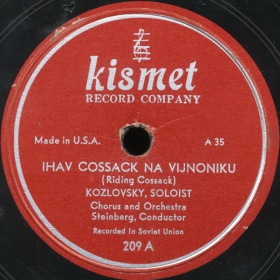 kismet
RECORD COMPANY
Made in U.S.A.
A 35
IHAV COSSACK NA VIJNONIKU
(Riding Cossack)
KOZLOVSKY, SOLOIST
Chorus and Orchestra
Steinberg, Conductor
Recorded In Soviet Union
209 A